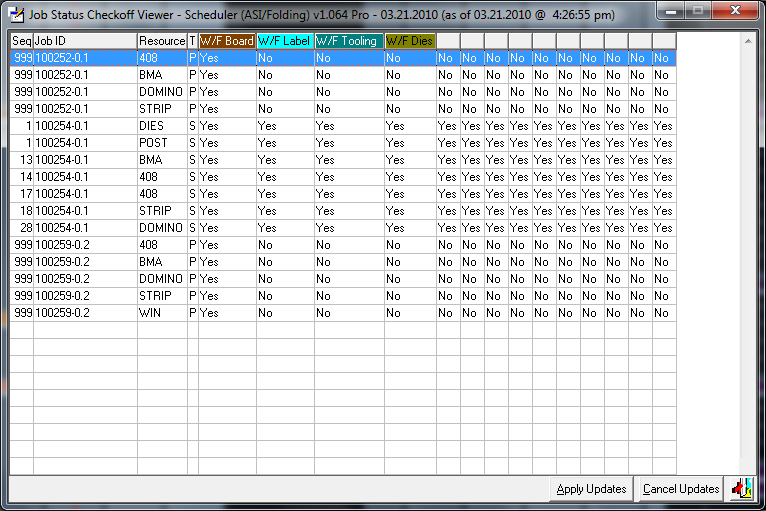 Job Status Checkoff Viewer - Scheduler (ASI/Folding) v1.064 Pro - 03.21.2010 (as of 03.21.2010 @ 4:26:55 pm)
Seq Job ID Resource T W/F Board W/F Label W/F Tooling W/F Dies
999 100252-0.1 408 P Yes No No No No No No No No No No No No No
999 100252-0.1 BMA P Yes No No No No No No No No No No No No No
999 100252-0.1 DOMINO P Yes No No No No No No No No No No No No No
999 100252-0.1 STRIP P Yes No No No No No No No No No No No No No
1 100254-0.1 DIES S Yes Yes Yes Yes Yes Yes Yes Yes Yes Yes Yes Yes Yes Yes
1 100254-0.1 POST S Yes Yes Yes Yes Yes Yes Yes Yes Yes Yes Yes Yes Yes Yes
13 100254-0.1 BMA S Yes Yes Yes Yes Yes Yes Yes Yes Yes Yes Yes Yes Yes Yes
14 100254-0.1 408 S Yes Yes Yes Yes Yes Yes Yes Yes Yes Yes Yes Yes Yes Yes
17 100254-0.1 408 S Yes Yes Yes Yes Yes Yes Yes Yes Yes Yes Yes Yes Yes Yes
18 100254-0.1 STRIP S Yes Yes Yes Yes Yes Yes Yes Yes Yes Yes Yes Yes Yes Yes
28 100254-0.1 DOMINO S Yes Yes Yes Yes Yes Yes Yes Yes Yes Yes Yes Yes Yes Yes
999 100259-0.2 408 P Yes No No No No No No No No No No No No No
999 100259-0.2 BMA P Yes No No No No No No No No No No No No No
999 100259-0.2 DOMINO P Yes No No No No No No No No No No No No No
999 100259-0.2 STRIP P Yes No No No No No No No No No No No No No
999 100259-0.2 WIN P Yes No No No No No No No No No No No No No
Apply Updates Cancel Updates